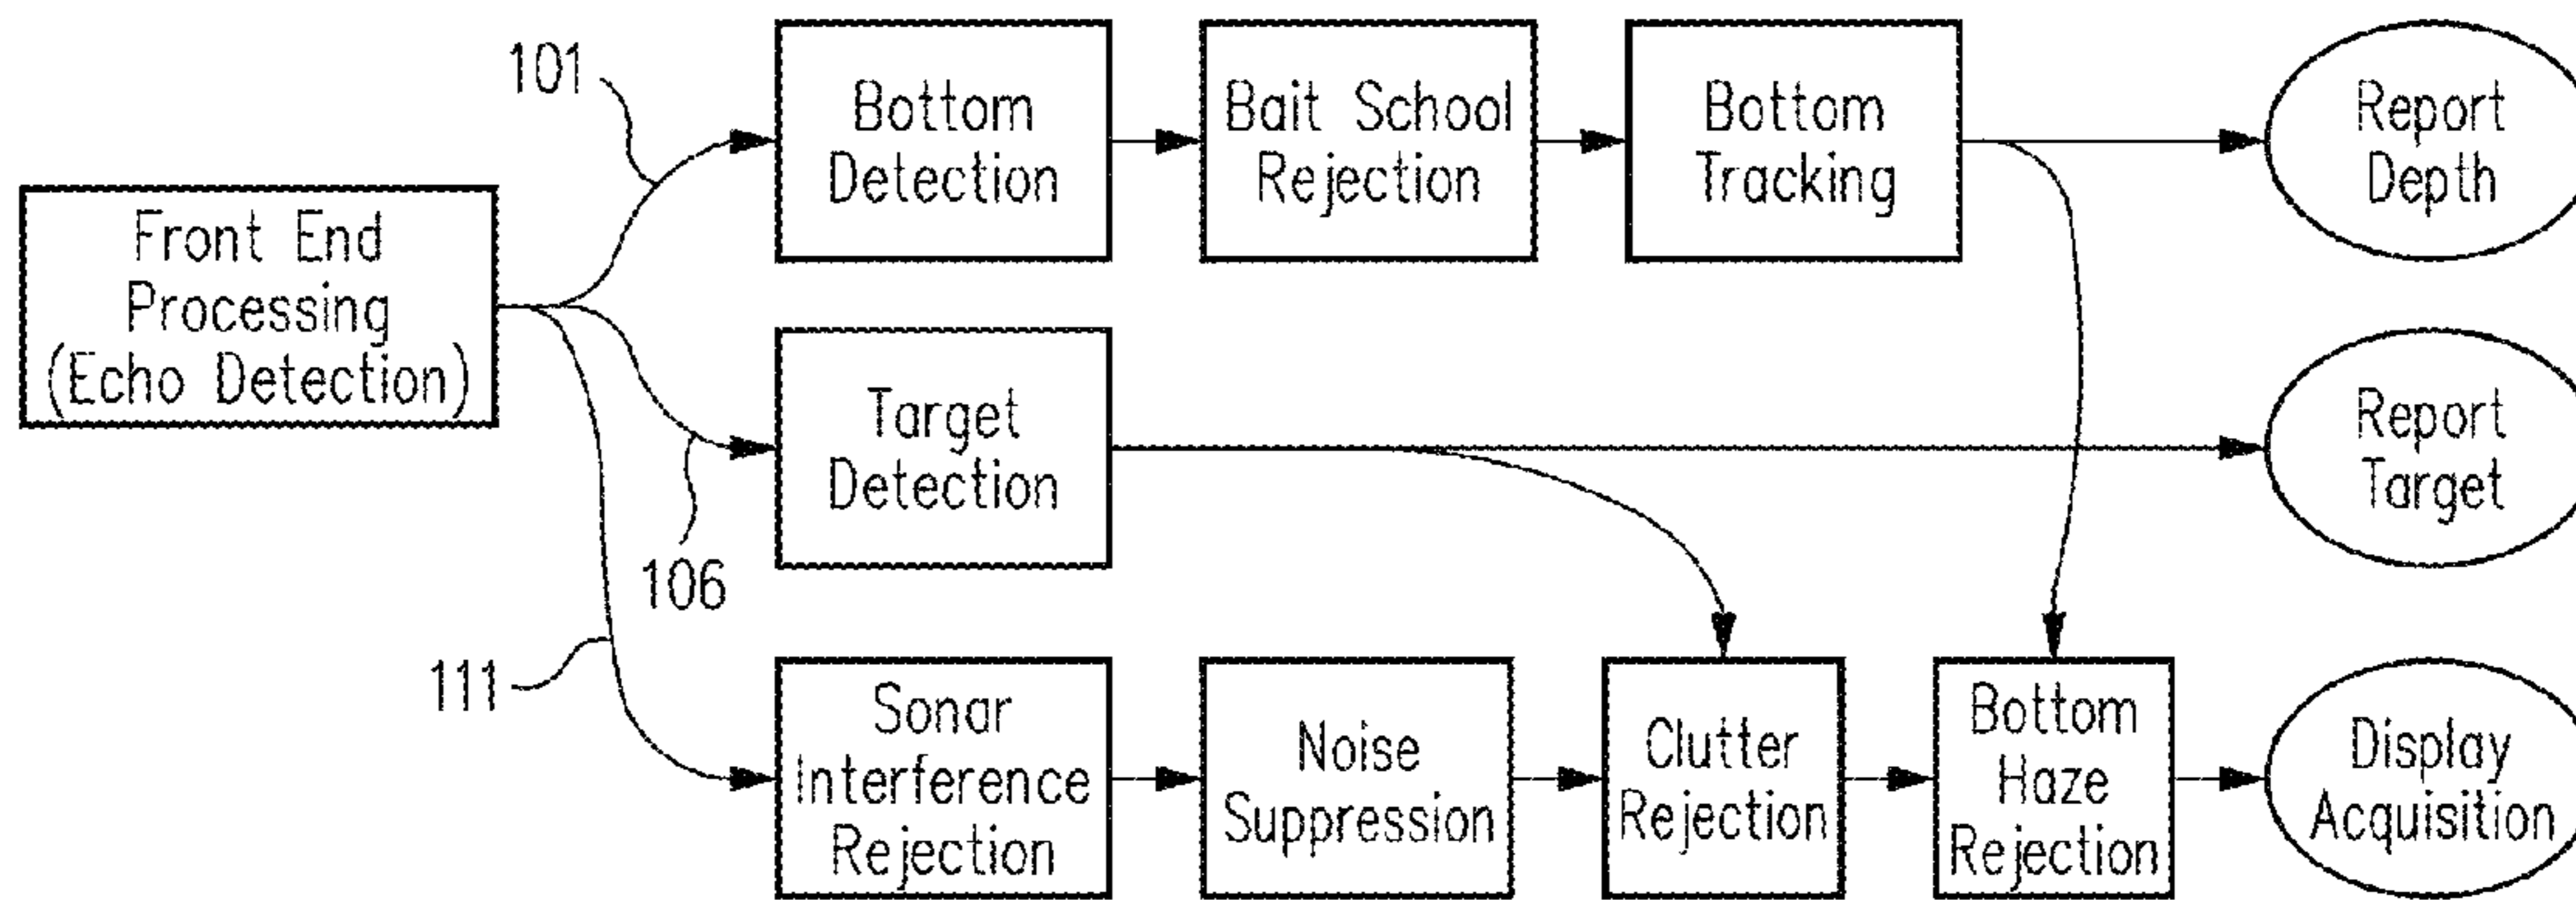 101
Bottom
Detection
Bait School
Rejection
Bottom
Tracking
Report
Depth
Front End
Processing
(Echo Detection)
Target
Detection
Report
Target
106
111
Sonar
Interference
Rejection
Noise
Suppression
Clutter
Rejection
Bottom
Haze
Rejection
Display
Acquisition